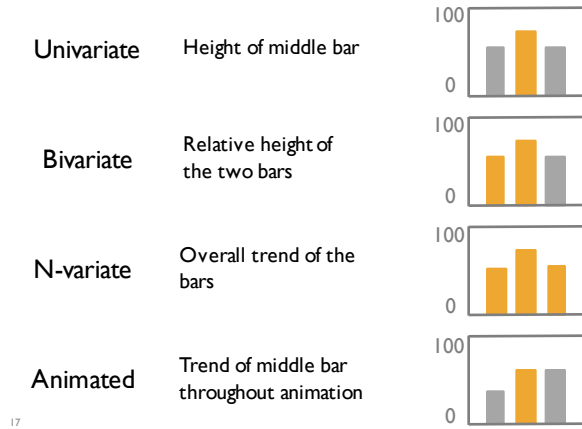 Univariate
Height of middle bar
100
0
Bivariate
Relative height of
the two bars
100
0
N-variate
Overall trend of the
bars
100
0
Animated
Trend of middle bar
throughout animation
100
0
17